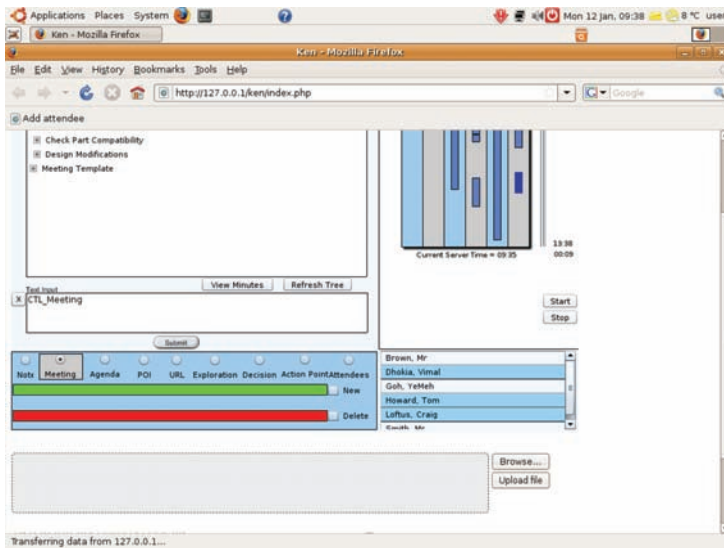 Applications Places System
Mon 12 Jan, 09:38
8 °C
Ken - Mozilla Firefox
Ken - Mozilla Firefox
File Edit View History Bookmarks Tools Help
http://127.0.0.1/ken/index.php
Google
Add attendee
Check Part Compatibility
Design Modifications
Meeting Template
13:38
Current Server Time = 09:35
00:09
View Minutes
Refresh Tree
Text Input
X
CTL_Meeting
Start
Stop
Submit
Note Meeting Agenda POI URL Exploration Decision Action Point Attendees
New
Delete
Brown, Mr
Dhokia, Vimal
Goh, YeMeh
Howard, Tom
Loftus, Craig
Smith, Mr
Browse...
Upload file
Transferring data from 127.0.0.1...